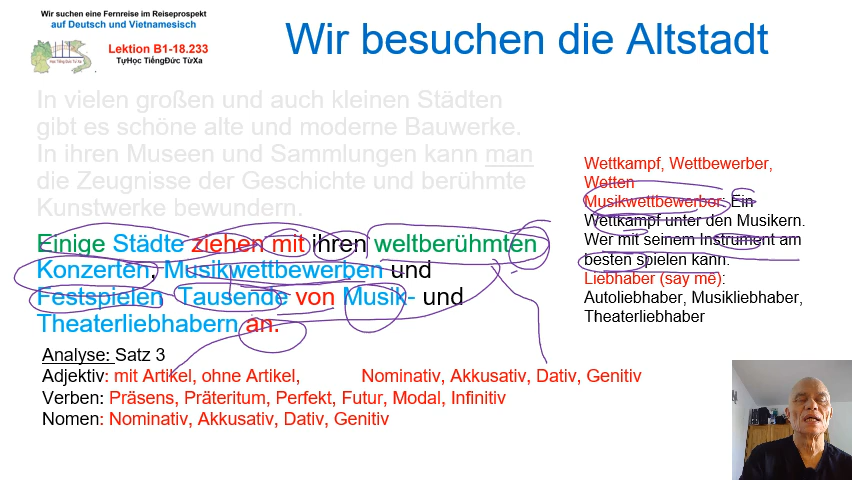 Wir suchen eine Fernreise im Reiseprospekt
auf Deutsch und Vietnamesisch
Lektion B1-18.233
TựHọc TiếngĐức TừXa
Học TiếngĐức Từ Xa
Wir besuchen die Altstadt
In vielen großen und auch kleinen Städten
gibt es schöne alte und moderne Bauwerke.
In ihren Museen und Sammlungen kann man
die Zeugnisse der Geschichte und berühmte
Kunstwerke bewundern.
Einige Städte ziehen mit ihren weltberühmten
Konzerten, Musikwettbewerben und
Festspielen Tausende von Musik- und
Theaterliebhabern an.
Wettkampf, Wettbewerber,
Wetten
Musikwettbewerber: Ein
Wettkampf unter den Musikern.
Wer mit seinem Instrument am
besten spielen kann.
Liebhaber (say mê):
Autoliebhaber, Musikliebhaber,
Theaterliebhaber
Analyse: Satz 3
Adjektiv: mit Artikel, ohne Artikel, Nominativ, Akkusativ, Dativ, Genitiv
Verben: Präsens, Präteritum, Perfekt, Futur, Modal, Infinitiv
Nomen: Nominativ, Akkusativ, Dativ, Genitiv